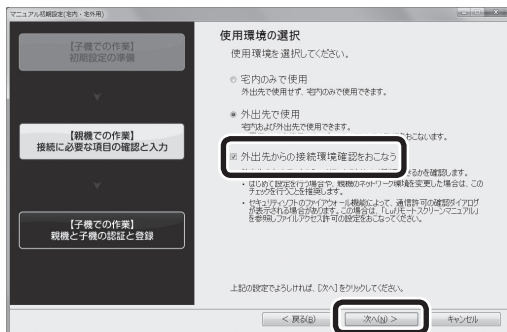 マニュアル初期設定(宅内・宅外用)
【子機での作業】
初期設定の準備
【親機での作業】
接続に必要な項目の確認と入力
【子機での作業】
親機と子機の認証と登録
使用環境の選択
使用環境を選択してください。
宅内のみで使用
外出先で使用せず、宅内のみで使用できます。
外出先で使用
宅内および外出先で使用できます。
おこないます。
外出先からの接続環境確認をおこなう
きるかを確認します。
・はじめて設定を行う場合や、親機のネットワーク環境を変更した場合は、この
チェックを行うことを推奨します。
・セキュリティソフトのファイアウォール機能によって、通信許可の確認ダイアログ
が表示される場合があります。この場合は、「Luiリモートスクリーンマニュアル」
を参照しファイルアクセス許可の設定をおこなってください。
上記の設定でよろしければ、[次へ]をクリックしてください。
< 戻る(B)
次へ(N) >
キャンセル